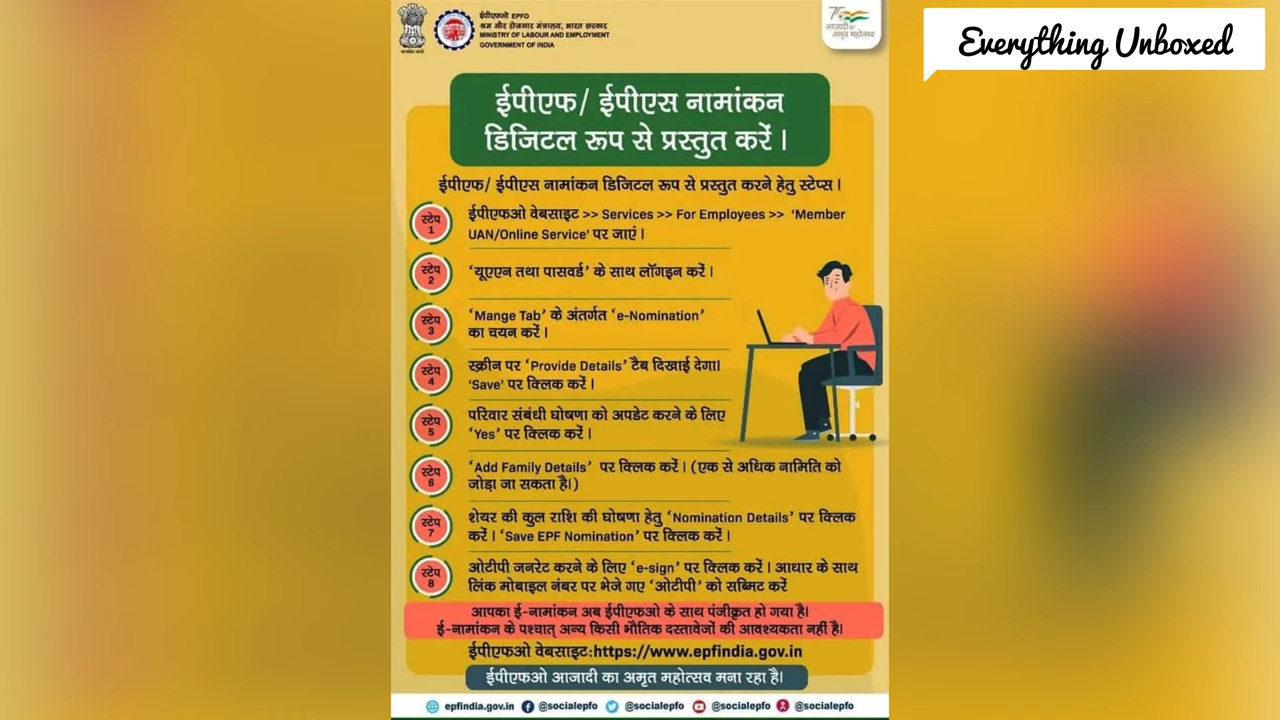 ईपीएफओ EPFO
श्रम और रोजगार मंत्रालय, भारत सरकार
MINISTRY OF LABOUR AND EMPLOYMENT
GOVERNMENT OF INDIA
आजादी का
अमृत महोत्सव
Everything Unboxed
ईपीएफ/ ईपीएस नामांकन
डिजिटल रूप से प्रस्तुत करें।
ईपीएफ/ ईपीएस नामांकन डिजिटल रूप से प्रस्तुत करने हेतु स्टेप्स।
स्टेप 1
ईपीएफओ वेबसाइट >> Services >> For Employees >> 'Member
UAN/Online Service' पर जाएं।
स्टेप 2
‘यूएएन तथा पासवर्ड’ के साथ लॉगइन करें।
स्टेप 3
‘Mange Tab’ के अंतर्गत ‘e-Nomination’
का चयन करें।
स्टेप 4
स्क्रीन पर ‘Provide Details’ टैब दिखाई देगा।
'Save' पर क्लिक करें।
स्टेप 5
परिवार संबंधी घोषणा को अपडेट करने के लिए
‘Yes’ पर क्लिक करें।
स्टेप 6
‘Add Family Details’ पर क्लिक करें। (एक से अधिक नामिति को
जोड़ा जा सकता है।)
स्टेप 7
शेयर की कुल राशि की घोषणा हेतु ‘Nomination Details’ पर क्लिक
करें। ‘Save EPF Nomination’ पर क्लिक करें।
स्टेप 8
ओटीपी जनरेट करने के लिए ‘e-sign’ पर क्लिक करें। आधार के साथ
लिंक मोबाइल नंबर पर भेजे गए ‘ओटीपी’ को सब्मिट करें
आपका ई-नामांकन अब ईपीएफओ के साथ पंजीकृत हो गया है।
ई-नामांकन के पश्चात् अन्य किसी भौतिक दस्तावेजों की आवश्यकता नहीं है।
ईपीएफओ वेबसाइट:https://www.epfindia.gov.in
ईपीएफओ आजादी का अमृत महोत्सव मना रहा है।
epfindia.gov.in @socialepfo @socialepfo @socialepfo @socialepfo